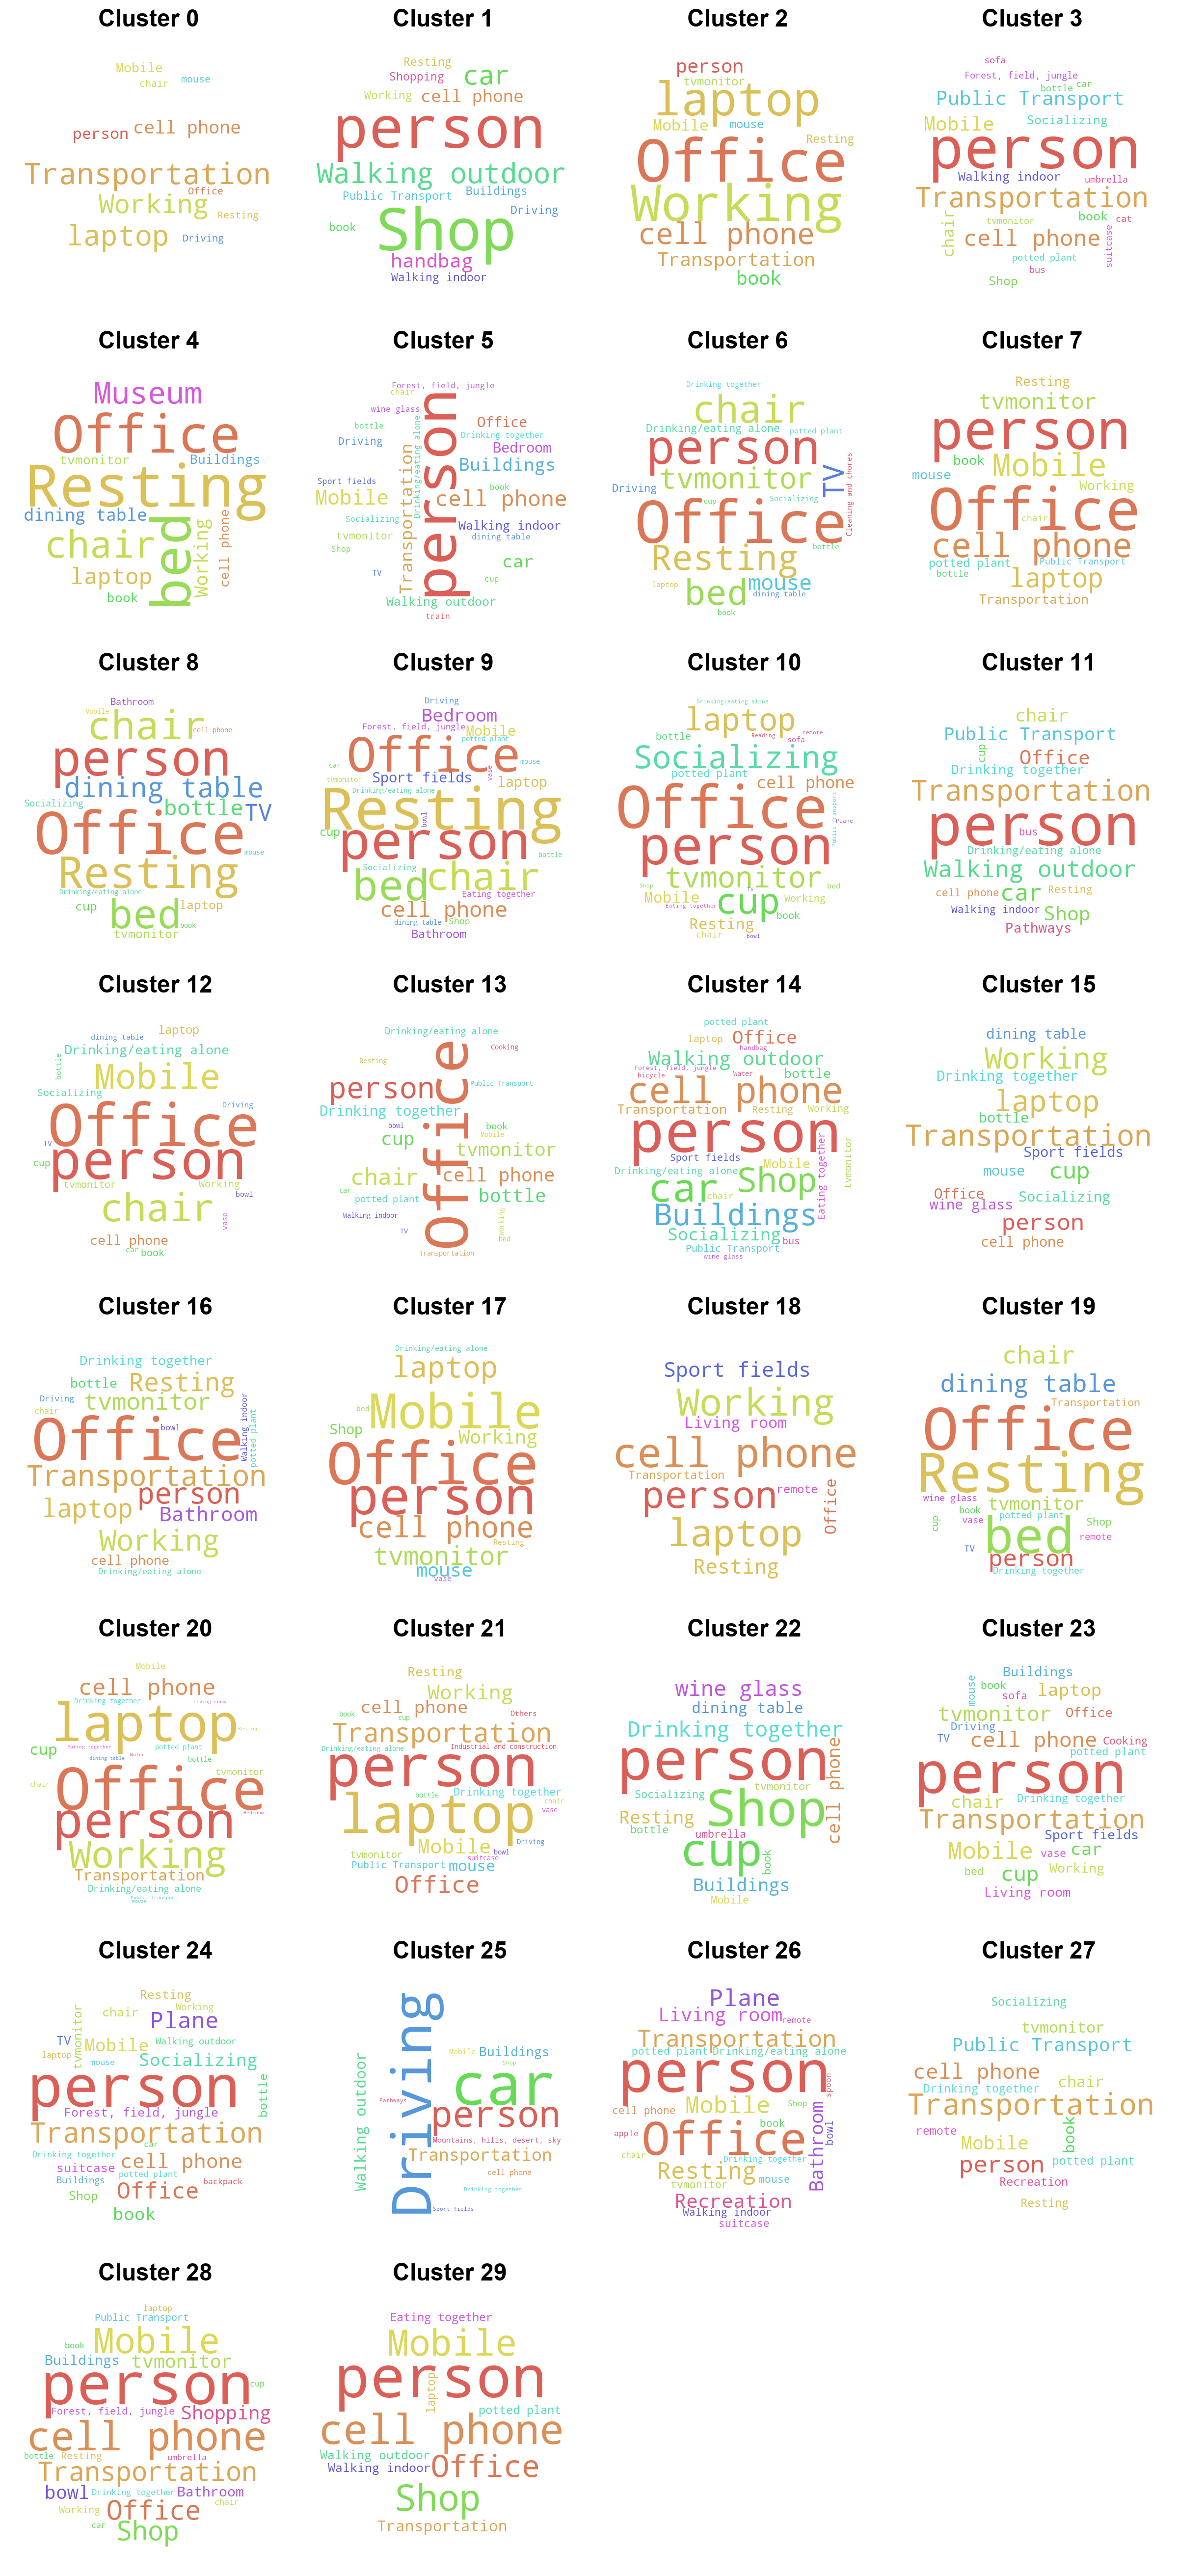 Cluster 0
Mobile
chair
mouse
person
cell phone
Transportation
Office
Working
Resting
laptop
Driving
Cluster 1
Resting
Shopping
car
Working
cell phone
person
Walking outdoor
Public Transport
Buildings
Driving
book
Shop
handbag
Walking indoor
Cluster 2
person
tvmonitor
laptop
Mobile
mouse
Resting
Office
Working
cell phone
Transportation
book
Cluster 3
sofa
Forest, field, jungle
bottle
car
Public Transport
Mobile
Socializing
person
Walking indoor
umbrella
Transportation
chair
tvmonitor
book
cat
cell phone
suitcase
potted plant
bus
Shop
Cluster 4
Museum
Office
tvmonitor
Buildings
Resting
dining table
chair
bed
Working
cell phone
laptop
book
Cluster 5
Forest, field, jungle
chair
wine glass
person
bottle
Office
Drinking together
Driving
Drinking/eating alone
Bedroom
Transportation
Buildings
Sport fields
book
Mobile
cell phone
Socializing
Walking indoor
tvmonitor
dining table
Shop
car
TV
cup
Walking outdoor
train
Cluster 6
Drinking together
chair
Drinking/eating alone
potted plant
person
tvmonitor
TV
Cleaning and chores
Driving
Socializing
cup
Office
Resting
bottle
laptop
bed
mouse
dining table
book
Cluster 7
Resting
tvmonitor
person
book
Mobile
mouse
Working
Office
chair
cell phone
potted plant
Public Transport
bottle
laptop
Transportation
Cluster 8
Bathroom
Mobile
chair
cell phone
person
dining table
Socializing
bottle
TV
Office
mouse
Resting
Drinking/eating alone
cup
bed
laptop
book
tvmonitor
Cluster 9
Driving
Bedroom
Forest, field, jungle
Mobile
potted plant
Office
car
mouse
tvmonitor
Sport fields
vase
laptop
Drinking/eating alone
Resting
cup
bowl
person
bottle
Socializing
bed
chair
Eating together
cell phone
dining table
Shop
Bathroom
Cluster 10
Drinking/eating alone
laptop
bottle
Reading
sofa
remote
Socializing
potted plant
cell phone
Office
Public Transport
Plane
person
tvmonitor
Shop
TV
bed
Mobile
cup
Working
Eating together
book
Resting
chair
bowl
Cluster 11
chair
Public Transport
cup
Office
Drinking together
Transportation
person
bus
Drinking/eating alone
Walking outdoor
cell phone
car
Resting
Walking indoor
Shop
Pathways
Cluster 12
dining table
laptop
bottle
Drinking/eating alone
Mobile
Socializing
Driving
Office
TV
person
cup
tvmonitor
Working
bowl
chair
vase
cell phone
car
book
Cluster 13
Drinking/eating alone
Office
Cooking
Resting
person
Public Transport
Drinking together
bowl
book
cup
Mobile
tvmonitor
chair
cell phone
car
potted plant
bottle
Walking indoor
Working
TV
bed
Transportation
Cluster 14
potted plant
laptop
Office
handbag
Walking outdoor
Forest, field, jungle
bicycle
Water
bottle
cell phone
Transportation
Resting
Working
person
Eating together
tvmonitor
Sport fields
Mobile
Drinking/eating alone
car
chair
Shop
Buildings
Socializing
bus
Public Transport
wine glass
Cluster 15
dining table
Working
Drinking together
laptop
bottle
Transportation
Sport fields
mouse
cup
Office
wine glass
Socializing
person
cell phone
Cluster 16
Drinking together
bottle
Resting
Driving
tvmonitor
chair
Office
bowl
Walking indoor
potted plant
Transportation
person
laptop
Bathroom
Working
cell phone
Drinking/eating alone
Cluster 17
Drinking/eating alone
laptop
bed
Mobile
Shop
Working
Office
person
cell phone
Resting
tvmonitor
mouse
vase
Cluster 18
Sport fields
Working
Living room
cell phone
Transportation
person
remote
Office
laptop
Resting
Cluster 19
chair
dining table
Transportation
Office
Resting
wine glass
tvmonitor
book
potted plant
cup
vase
Shop
bed
remote
TV
person
Drinking together
Cluster 20
Mobile
cell phone
Drinking together
Living room
laptop
Resting
cup
Eating together
potted plant
dining table
Water
bottle
tvmonitor
chair
Office
Bedroom
person
Working
Transportation
Drinking/eating alone
Public Transport
mouse
Cluster 21
Resting
Working
cell phone
book
cup
Others
Transportation
Drinking/eating alone
Industrial and construction
person
bottle
Drinking together
chair
laptop
vase
Mobile
Driving
tvmonitor
bowl
suitcase
Public Transport
mouse
Office
Cluster 22
wine glass
dining table
Drinking together
person
cell phone
tvmonitor
Socializing
Resting
Shop
bottle
umbrella
cup
book
Buildings
Mobile
Cluster 23
Buildings
mouse
book
sofa
laptop
tvmonitor
Office
Driving
TV
cell phone
Cooking
potted plant
person
chair
Drinking together
Transportation
Sport fields
Mobile
vase
car
bed
cup
Working
Living room
Cluster 24
Resting
Working
chair
Plane
tvmonitor
TV
Mobile
Walking outdoor
laptop
mouse
Socializing
person
bottle
Forest, field, jungle
Transportation
car
Drinking together
cell phone
suitcase
potted plant
Buildings
backpack
Shop
Office
book
Cluster 25
Driving
Mobile
Buildings
Shop
Walking outdoor
car
Pathways
person
Mountains, hills, desert, sky
Transportation
cell phone
Drinking together
Sport fields
Cluster 26
Plane
Living room
remote
Transportation
potted plant
Drinking/eating alone
person
spoon
Mobile
Shop
cell phone
book
Bathroom
bowl
apple
Office
chair
Drinking together
Resting
mouse
tvmonitor
Recreation
Walking indoor
suitcase
Cluster 27
Socializing
tvmonitor
Public Transport
cell phone
Drinking together
chair
Transportation
remote
book
Mobile
person
potted plant
Recreation
Resting
Cluster 28
laptop
Public Transport
Mobile
book
Buildings
tvmonitor
person
cup
Forest, field, jungle
Shopping
cell phone
bottle
Resting
umbrella
Transportation
bowl
Drinking together
Bathroom
Working
Office
chair
car
Shop
Cluster 29
Eating together
Mobile
person
laptop
potted plant
cell phone
Walking outdoor
Walking indoor
Office
Shop
Transportation